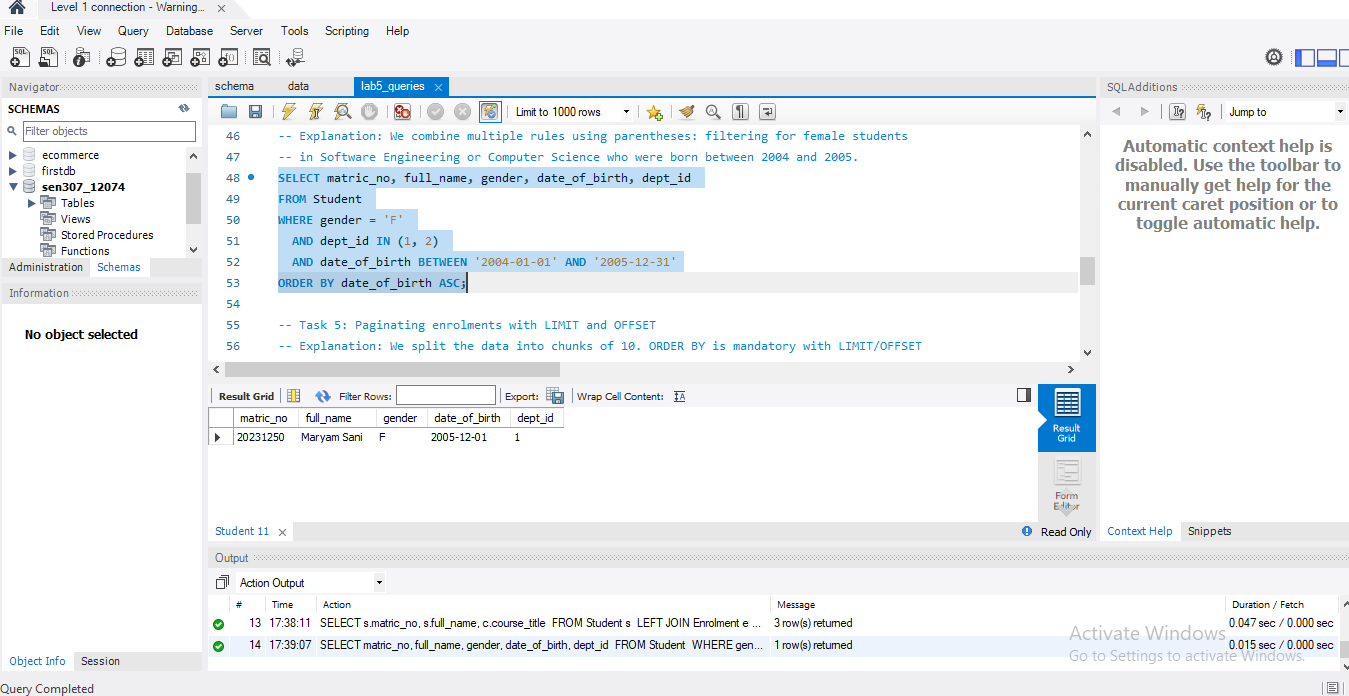 Level 1 connection - Warning...
File Edit View Query Database Server Tools Scripting Help
Navigator
SCHEMAS
Filter objects
ecommerce
firstdb
sen307_12074
Tables
Views
Stored Procedures
Functions
Administration Schemas
Information
No object selected
Object Info Session
schema data lab5_queries
Limit to 1000 rows
46 -- Explanation: We combine multiple rules using parentheses: filtering for female students
47 -- in Software Engineering or Computer Science who were born between 2004 and 2005.
48 SELECT matric_no, full_name, gender, date_of_birth, dept_id
49 FROM Student
50 WHERE gender = 'F'
51 AND dept_id IN (1, 2)
52 AND date_of_birth BETWEEN '2004-01-01' AND '2005-12-31'
53 ORDER BY date_of_birth ASC;
54
55 -- Task 5: Paginating enrolments with LIMIT and OFFSET
56 -- Explanation: We split the data into chunks of 10. ORDER BY is mandatory with LIMIT/OFFSET
Result Grid Filter Rows: Export: Wrap Cell Content:
matric_no full_name gender date_of_birth dept_id
20231250 Maryam Sani F 2005-12-01 1
Result
Grid
Form
Editor
Student 11 Read Only
SQLAdditions
Jump to
Automatic context help is
disabled. Use the toolbar to
manually get help for the
current caret position or to
toggle automatic help.
Context Help Snippets
Output
Action Output
# Time Action Message Duration / Fetch
13 17:38:11 SELECT s.matric_no, s.full_name, c.course_title FROM Student s LEFT JOIN Enrolment e ... 3 row(s) returned 0.047 sec / 0.000 sec
14 17:39:07 SELECT matric_no, full_name, gender, date_of_birth, dept_id FROM Student WHERE gen... 1 row(s) returned 0.015 sec / 0.000 sec
Activate Windows
Go to Settings to activate Windows.
Query Completed